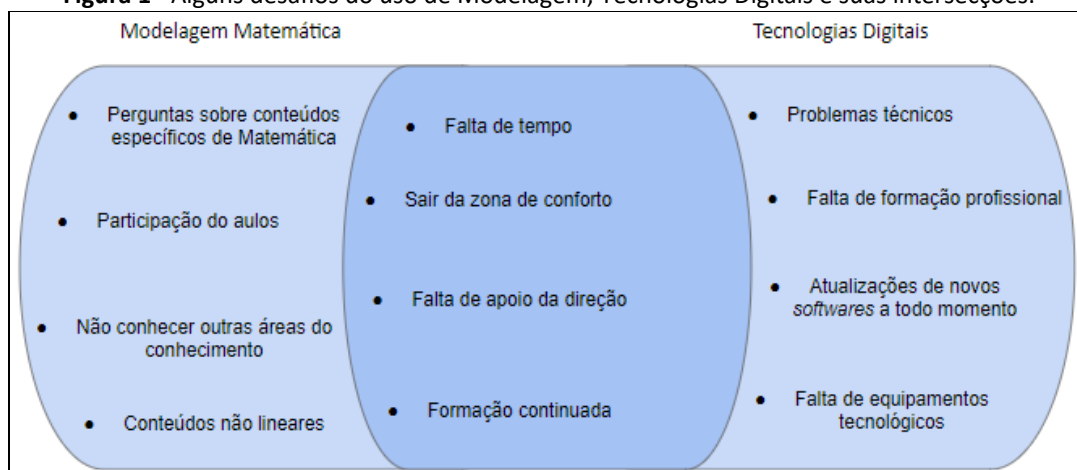 Figura 1 - Alguns desafios do uso de Modelagem, Tecnologias Digitais e suas intersecções.
Modelagem Matemática
Tecnologias Digitais
• Perguntas sobre conteúdos
específicos de Matemática
• Participação do aulos
• Não conhecer outras áreas do
conhecimento
• Conteúdos não lineares
• Falta de tempo
• Sair da zona de conforto
• Falta de apoio da direção
• Formação continuada
• Problemas técnicos
• Falta de formação profissional
• Atualizações de novos
softwares a todo momento
• Falta de equipamentos
tecnológicos